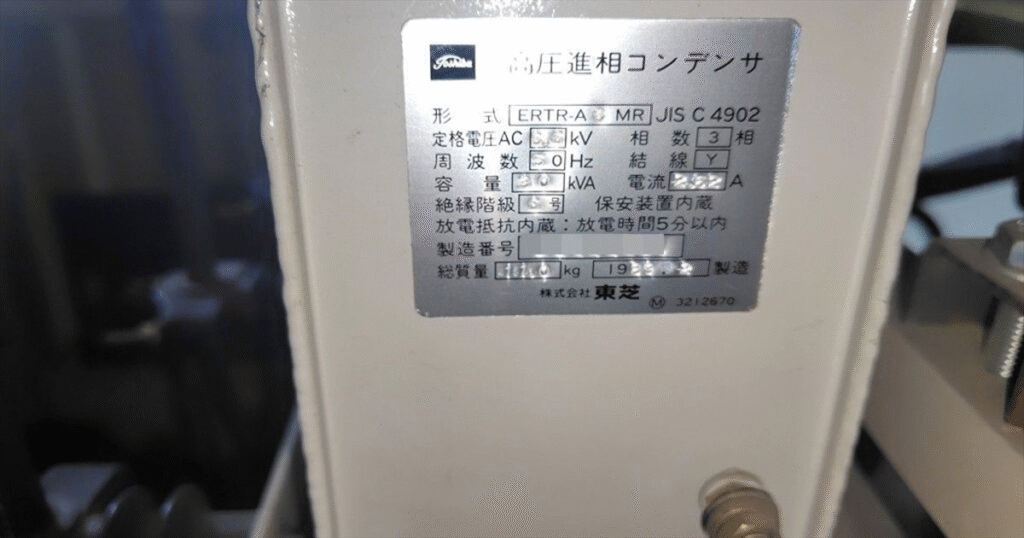 Toshiba 高圧進相コンデンサ
形式 ERTR-A MR JIS C 4902
定格電圧AC kV 相数 3 相
周波数 0 Hz 結線 Y
容量 kVA 電流 A
絶縁階級 号 保安装置内蔵
放電抵抗内蔵:放電時間5分以内
製造番号
総質量 kg 19 製造
株式会社 東芝 M 3212670